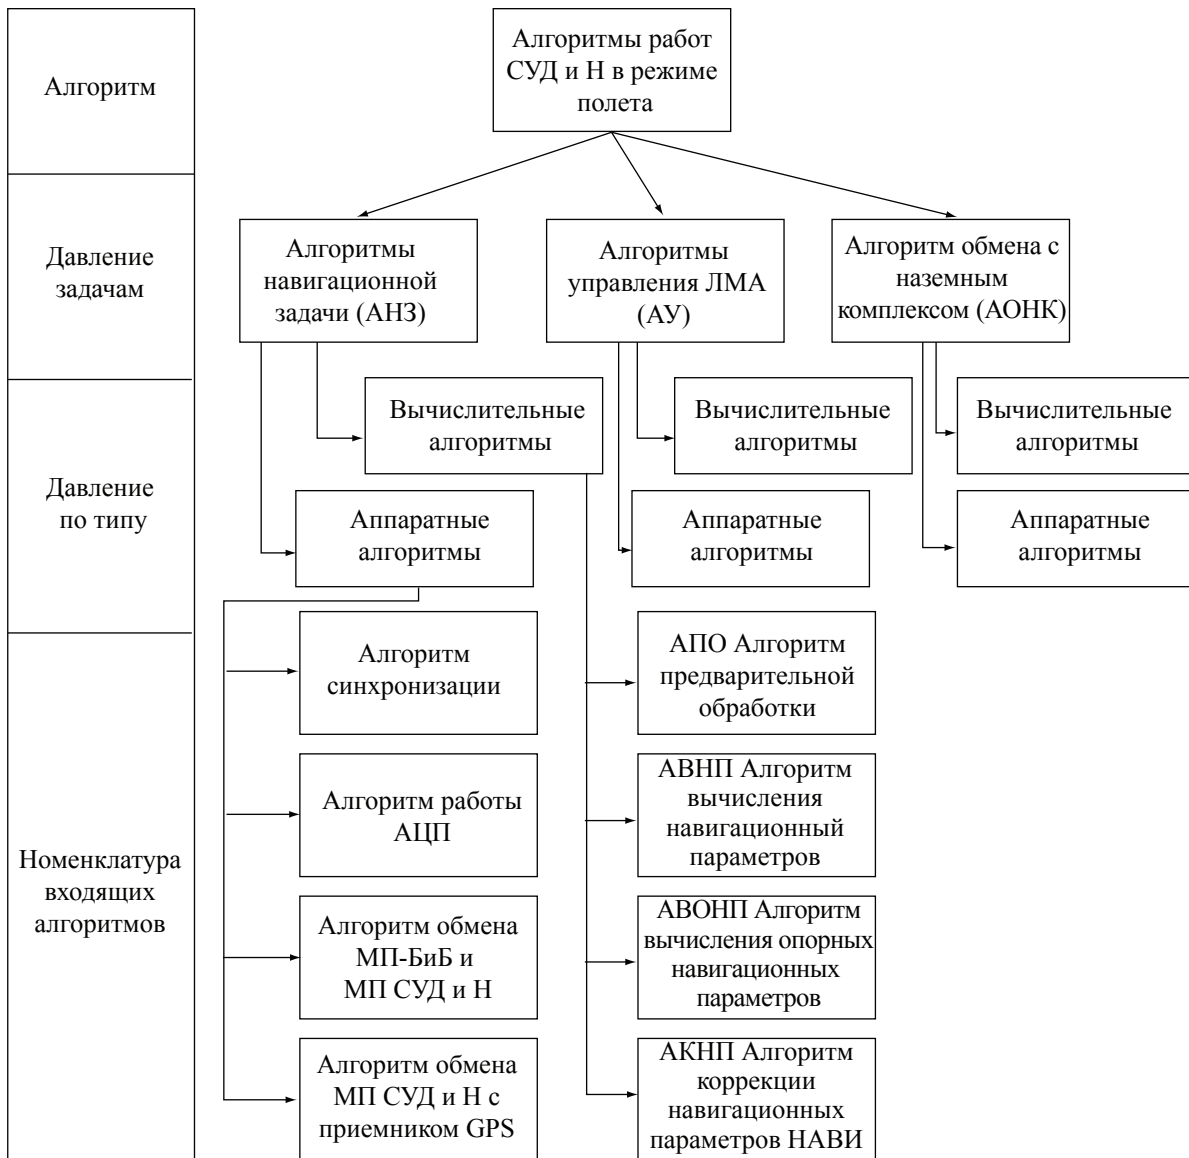 Алгоритм
Алгоритмы работ
СУД и Н в режиме
полета
Давление
задачам
Алгоритмы
навигационной
задачи (АНЗ)
Алгоритмы
управления ЛМА
(АУ)
Алгоритм обмена с
наземным
комплексом (АОНК)
Давление
по типу
Вычислительные
алгоритмы
Вычислительные
алгоритмы
Вычислительные
алгоритмы
Аппаратные
алгоритмы
Аппаратные
алгоритмы
Аппаратные
алгоритмы
Номенклатура
входящих
алгоритмов
Алгоритм
синхронизации
Алгоритм работы
АЦП
Алгоритм обмена
МП-БиБ и
МП СУД и Н
Алгоритм обмена
МП СУД и Н с
приемником GPS
АПО Алгоритм
предварительной
обработки
АВНП Алгоритм
вычисления
навигационный
параметров
АВОНП Алгоритм
вычисления опорных
навигационных
параметров
АКНП Алгоритм
коррекции
навигационных
параметров НАВИ